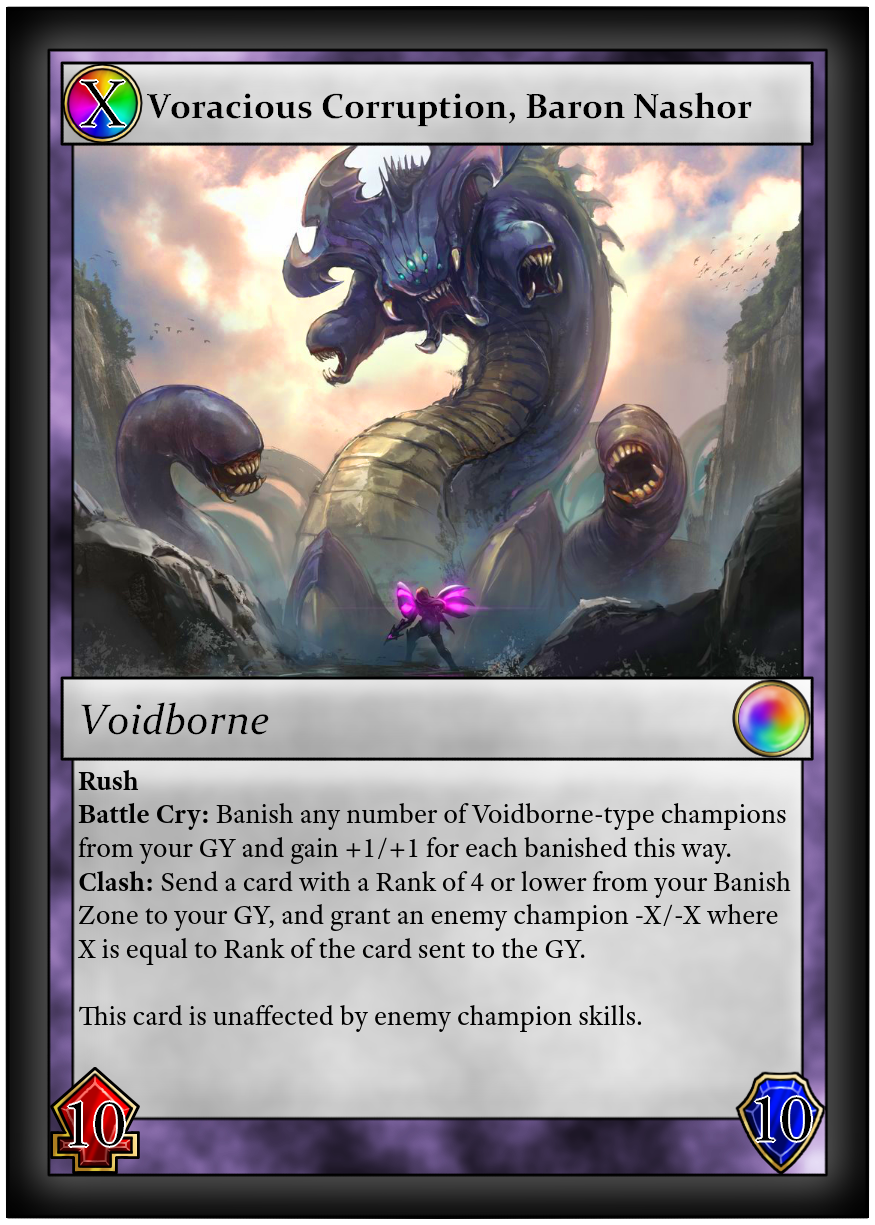 X Voracious Corruption, Baron Nashor
Voidborne
Rush
Battle Cry: Banish any number of Voidborne-type champions
from your GY and gain +1/+1 for each banished this way.
Clash: Send a card with a Rank of 4 or lower from your Banish
Zone to your GY, and grant an enemy champion -X/-X where
X is equal to Rank of the card sent to the GY.
This card is unaffected by enemy champion skills.
10 10